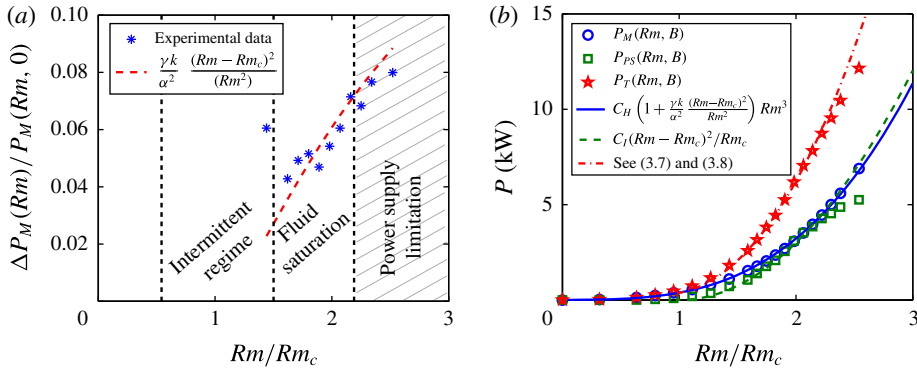 (a)
0.10
0.08
0.06
0.04
0.02
0
1
2
3
ΔP_M(Rm)/P_M(Rm, 0)
Experimental data
γk/α² (Rm − Rm_c)²/(Rm²)
Intermittent
regime
Fluid
saturation
Power supply
limitation
Rm/Rm_c
(b)
15
10
5
0
0
1
2
3
P (kW)
P_M(Rm, B)
P_PS(Rm, B)
P_T(Rm, B)
C_H (1 + γk/α² (Rm−Rm_c)²/Rm²) Rm³
C_I(Rm − Rm_c)²/Rm_c
See (3.7) and (3.8)
Rm/Rm_c